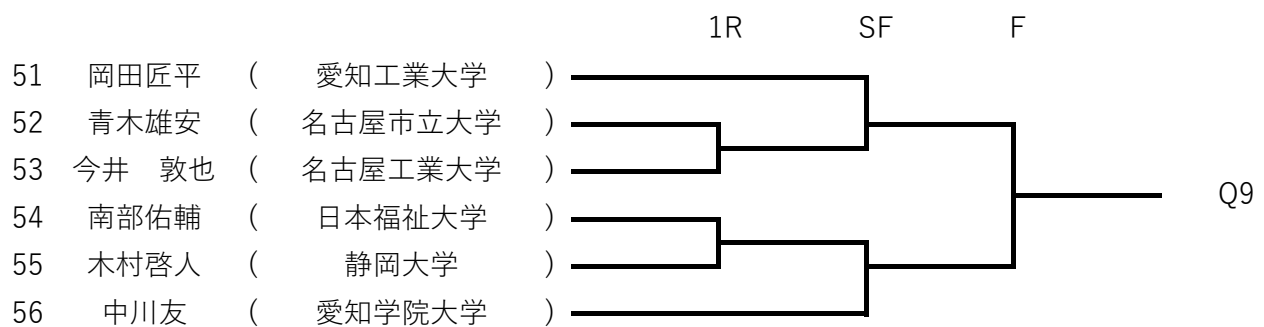 1R SF F
51 岡田匠平 ( 愛知工業大学 )
52 青木雄安 ( 名古屋市立大学 )
53 今井　敦也 ( 名古屋工業大学 )
54 南部佑輔 ( 日本福祉大学 )
55 木村啓人 ( 静岡大学 )
56 中川友 ( 愛知学院大学 )
Q9